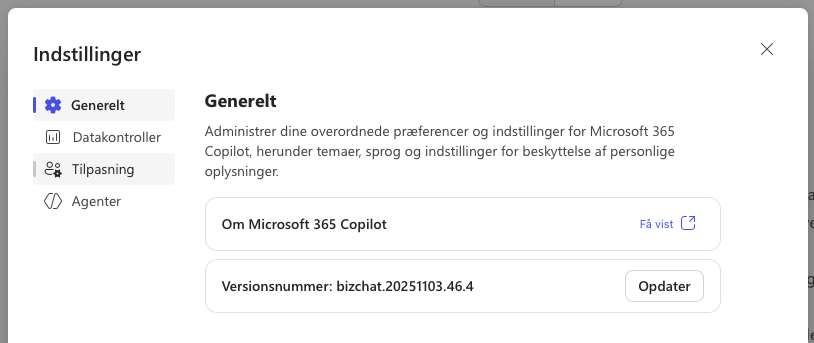 Indstillinger
Generelt
Datakontroller
Tilpasning
Agenter
Generelt
Administrer dine overordnede præferencer og indstillinger for Microsoft 365
Copilot, herunder temaer, sprog og indstillinger for beskyttelse af personlige
oplysninger.
Om Microsoft 365 Copilot
Få vist
Versionsnummer: bizchat.20251103.46.4
Opdater